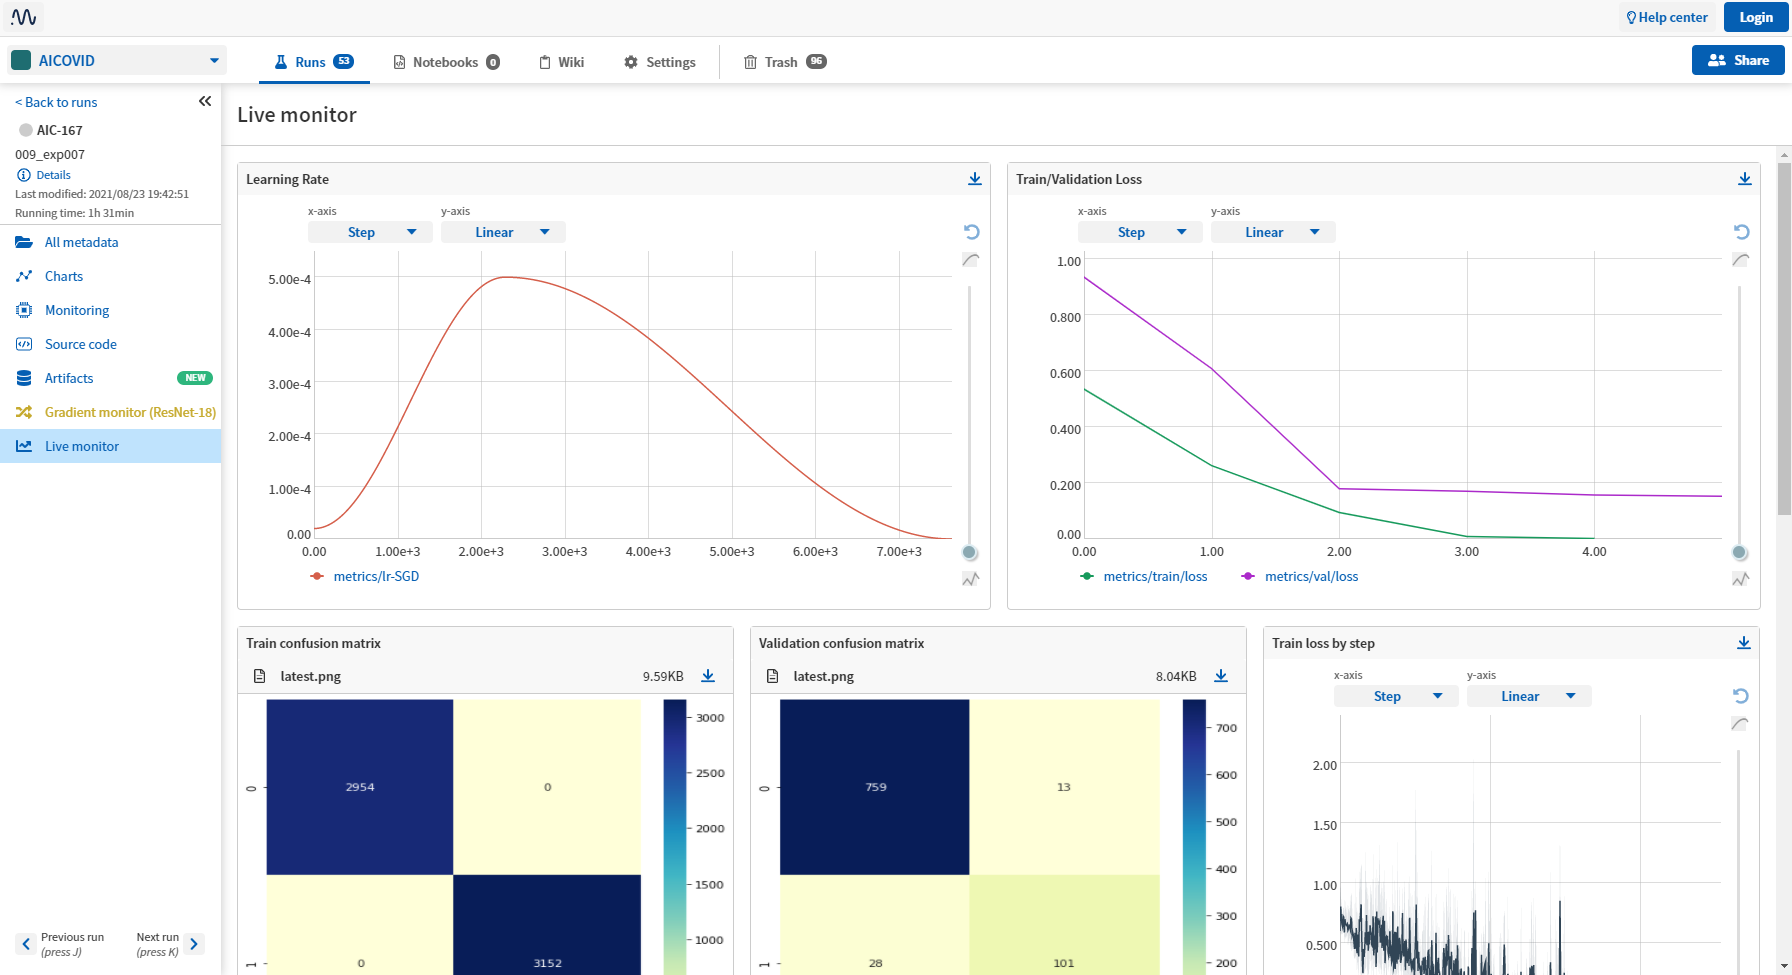 Help center
Login
AICOVID
Runs 53
Notebooks 0
Wiki
Settings
Trash 96
Share
< Back to runs
AIC-167
009_exp007
Details
Last modified: 2021/08/23 19:42:51
Running time: 1h 31min
All metadata
Charts
Monitoring
Source code
Artifacts NEW
Gradient monitor (ResNet-18)
Live monitor
Previous run
(press J)
Next run
(press K)
Live monitor
Learning Rate
x-axis
y-axis
Step
Linear
5.00e-4
4.00e-4
3.00e-4
2.00e-4
1.00e-4
0.00
0.00 1.00e+3 2.00e+3 3.00e+3 4.00e+3 5.00e+3 6.00e+3 7.00e+3
metrics/lr-SGD
Train/Validation Loss
x-axis
y-axis
Step
Linear
1.00
0.800
0.600
0.400
0.200
0.00
0.00 1.00 2.00 3.00 4.00
metrics/train/loss metrics/val/loss
Train confusion matrix
latest.png 9.59KB
0
1
2954 0
0 3152
3000
2500
2000
1500
1000
Validation confusion matrix
latest.png 8.04KB
0
1
759 13
28 101
700
600
500
400
300
200
Train loss by step
x-axis
y-axis
Step
Linear
2.00
1.50
1.00
0.500